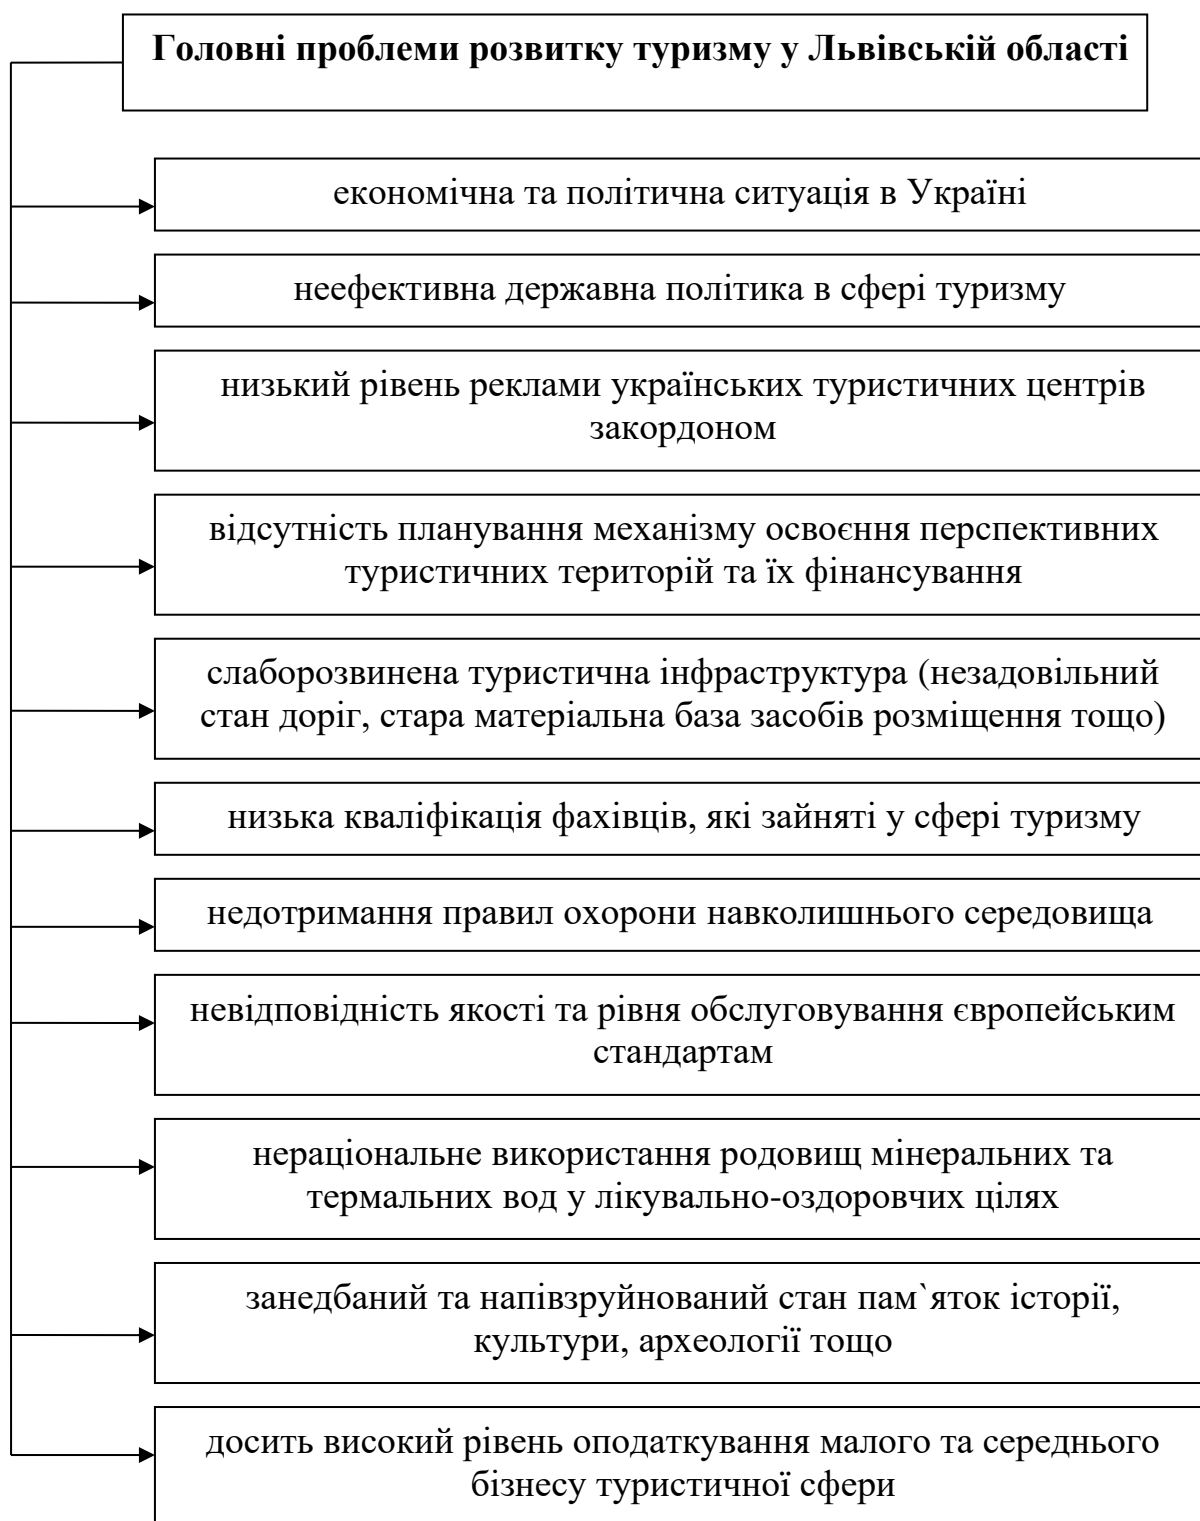 Головні проблеми розвитку туризму у Львівській області
економічна та політична ситуація в Україні
неефективна державна політика в сфері туризму
низький рівень реклами українських туристичних центрів
закордоном
відсутність планування механізму освоєння перспективних
туристичних територій та їх фінансування
слаборозвинена туристична інфраструктура (незадовільний
стан доріг, стара матеріальна база засобів розміщення тощо)
низька кваліфікація фахівців, які зайняті у сфері туризму
недотримання правил охорони навколишнього середовища
невідповідність якості та рівня обслуговування європейським
стандартам
нераціональне використання родовищ мінеральних та
термальних вод у лікувально-оздоровчих цілях
занедбаний та напівзруйнований стан пам`яток історії,
культури, археології тощо
досить високий рівень оподаткування малого та середнього
бізнесу туристичної сфери